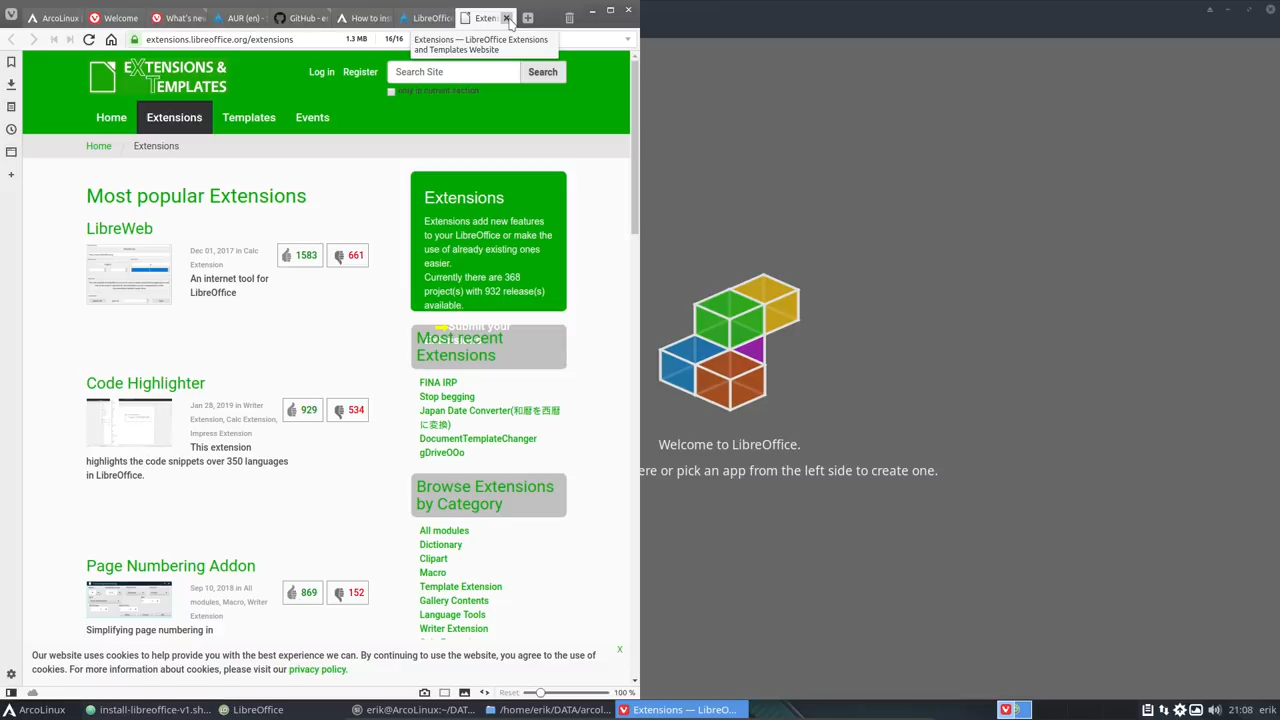 ArcoLinux
Welcome
What's nev
AUR (en) -
GitHub - e
How to inst
LibreOffice
Extens
extensions.libreoffice.org/extensions
1.3 MB
16/16
Extensions — LibreOffice Extensions
and Templates Website
EXTENSIONS &
TEMPLATES
Log in
Register
Search Site
Search
only in current section
Home
Extensions
Templates
Events
Home
Extensions
Most popular Extensions
LibreWeb
Dec 01, 2017 in Calc
Extension
An internet tool for
LibreOffice
1583
661
Code Highlighter
Jan 28, 2019 in Writer
Extension, Calc Extension,
Impress Extension
This extension
highlights the code snippets over 350 languages
in LibreOffice.
929
534
Page Numbering Addon
Sep 10, 2018 in All
modules, Macro, Writer
Extension
Simplifying page numbering in
869
152
Extensions
Extensions add new features
to your LibreOffice or make the
use of already existing ones
easier.
Currently there are 368
project(s) with 932 release(s)
available.
Submit your
Most recent
Extensions
FINA IRP
Stop begging
Japan Date Converter(和暦を西暦
に変換)
DocumentTemplateChanger
gDriveOOo
Browse Extensions
by Category
All modules
Dictionary
Clipart
Macro
Template Extension
Gallery Contents
Language Tools
Writer Extension
Our website uses cookies to help provide you with the best experience we can. By continuing to use the website, you agree to the use of
cookies. For more information about cookies, please visit our privacy policy.
X
Reset
100 %
Welcome to LibreOffice.
ere or pick an app from the left side to create one.
ArcoLinux
install-libreoffice-v1.sh...
LibreOffice
erik@ArcoLinux:~/DAT...
/home/erik/DATA/arcol...
Extensions — LibreO...
21:08
erik